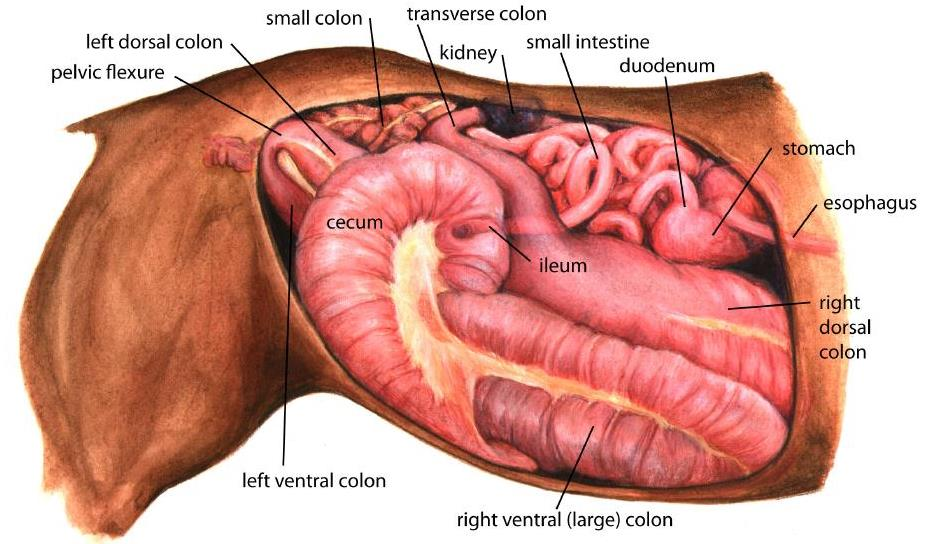 small colon
transverse colon
left dorsal colon
kidney
small intestine
pelvic flexure
duodenum
stomach
cecum
esophagus
ileum
right
dorsal
colon
left ventral colon
right ventral (large) colon